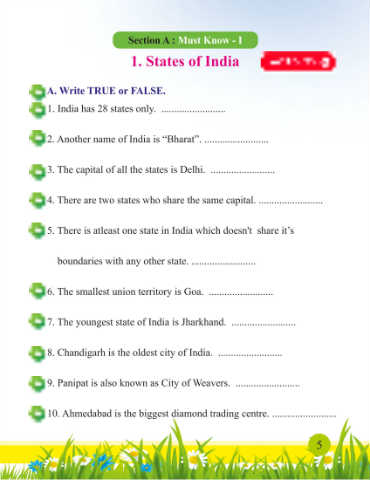 Section A : Must Know - I
1. States of India
A. Write TRUE or FALSE.
1. India has 28 states only. .........................
2. Another name of India is “Bharat”. .........................
3. The capital of all the states is Delhi. .........................
4. There are two states who share the same capital. .........................
5. There is atleast one state in India which doesn't share it’s
boundaries with any other state. .........................
6. The smallest union territory is Goa. .........................
7. The youngest state of India is Jharkhand. .........................
8. Chandigarh is the oldest city of India. .........................
9. Panipat is also known as City of Weavers. .........................
10. Ahmedabad is the biggest diamond trading centre. .........................
5